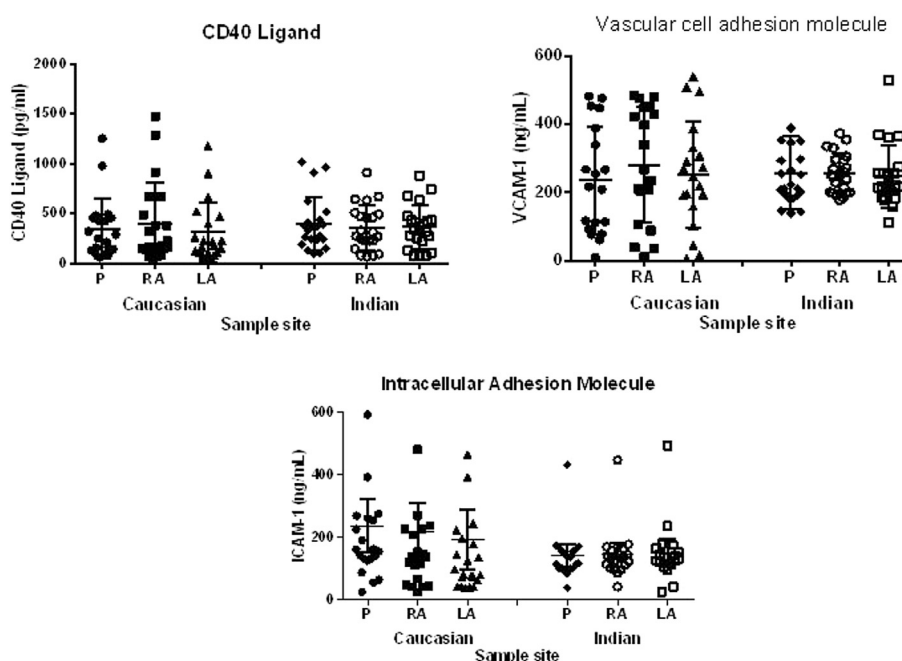 CD40 Ligand
2000
1500
1000
500
0
CD40 Ligand (pg/ml)
P RA LA P RA LA
Caucasian Indian
Sample site
Vascular cell adhesion molecule
600
400
200
0
VCAM-1 (ng/mL)
P RA LA P RA LA
Caucasian Indian
Sample site
Intracellular Adhesion Molecule
600
400
200
0
ICAM-1 (ng/mL)
P RA LA P RA LA
Caucasian Indian
Sample site